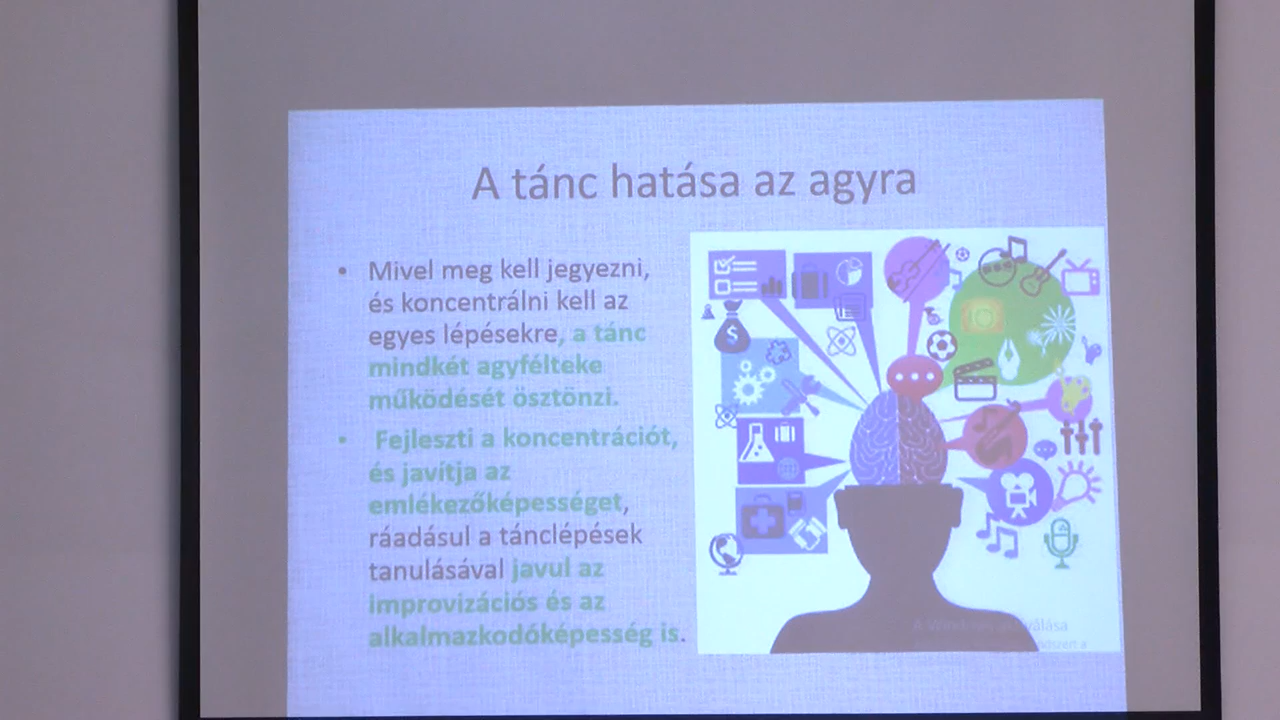 A tánc hatása az agyra
• Mivel meg kell jegyezni,
és koncentrálni kell az
egyes lépésekre, a tánc
mindkét agyfélteke
működését ösztönzi.
• Fejleszti a koncentrációt,
és javítja az
emlékezőképességet,
ráadásul a tánclépések
tanulásával javul az
improvizációs és az
alkalmazkodóképesség is.
$
A